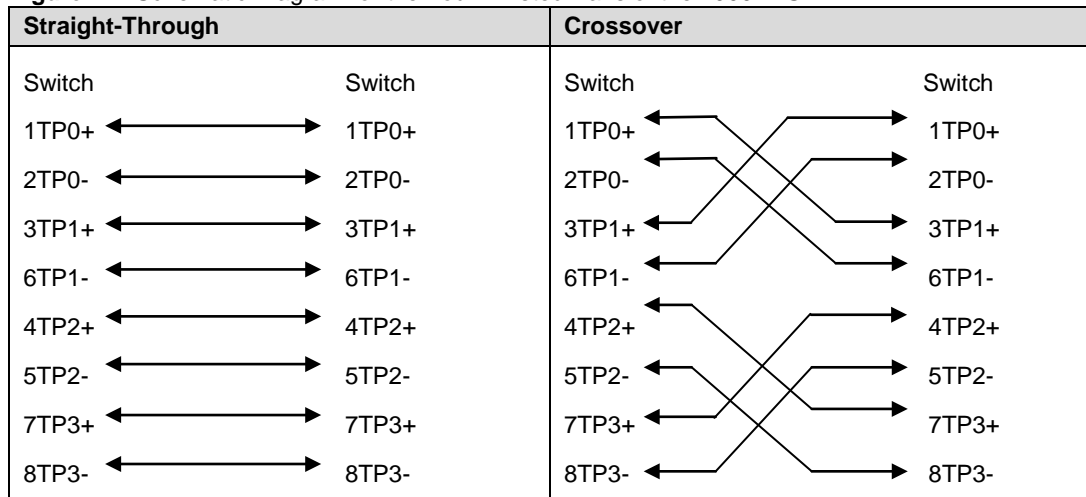 Straight-Through Crossover
Switch Switch Switch Switch
1TP0+ 1TP0+ 1TP0+ 1TP0+
2TP0- 2TP0- 2TP0- 2TP0-
3TP1+ 3TP1+ 3TP1+ 3TP1+
6TP1- 6TP1- 6TP1- 6TP1-
4TP2+ 4TP2+ 4TP2+ 4TP2+
5TP2- 5TP2- 5TP2- 5TP2-
7TP3+ 7TP3+ 7TP3+ 7TP3+
8TP3- 8TP3- 8TP3- 8TP3-